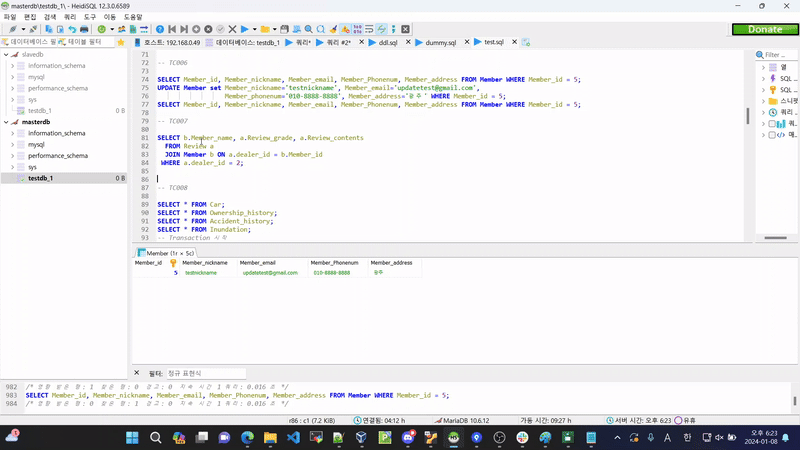 masterdb\testdb_1\ - HeidiSQL 12.3.0.6589
파일 편집 검색 쿼리 도구 이동 도움말
Donate
데이터베이스 필 테이블 필터 호스트: 192.168.0.49 데이터베이스: testdb_1 쿼리* 쿼리 #2* ddl.sql dummy.sql test.sql Filter ...
slavedb
information_schema
mysql
performance_schema
sys
testdb_1 0 B
masterdb
information_schema
mysql
performance_schema
sys
testdb_1 0 B
71
72 -- TC006
73
74 SELECT Member_id, Member_nickname, Member_email, Member_Phonenum, Member_address FROM Member WHERE Member_id = 5;
75 UPDATE Member set Member_nickname='testnickname', Member_email='updatetest@gmail.com',
76 Member_phonenum='010-8888-8888', Member_address='광주' WHERE Member_id = 5;
77 SELECT Member_id, Member_nickname, Member_email, Member_Phonenum, Member_address FROM Member WHERE Member_id = 5;
78
79 -- TC007
80
81 SELECT b.Member_name, a.Review_grade, a.Review_contents
82 FROM Review a
83 JOIN Member b ON a.dealer_id = b.Member_id
84 WHERE a.dealer_id = 2;
85
86
87 -- TC008
88
89 SELECT * FROM Car;
90 SELECT * FROM Ownership_history;
91 SELECT * FROM Accident_history;
92 SELECT * FROM Inundation;
93 -- Transaction 시작
열
SQL ...
SQL ...
스니펫
쿼리...
쿼...
Member (1r × 5c)
Member_id Member_nickname Member_email Member_Phonenum Member_address
5 testnickname updatetest@gmail.com 010-8888-8888 광주
필터: 정규 표현식
982 /* 영향 받은 행: 1 찾은 행: 0 경고: 0 지속 시간 1 쿼리: 0.016 초 */
983 SELECT Member_id, Member_nickname, Member_email, Member_Phonenum, Member_address FROM Member WHERE Member_id = 5;
984 /* 영향 받은 행: 0 찾은 행: 1 경고: 0 지속 시간 1 쿼리: 0.016 초 */
r86 : c1 (7.2 KiB) 연결됨: 04:12 h MariaDB 10.6.12 가동 시간: 09:27 h 서버 시간: 오후 6:23 유휴
A 한
오후 6:23
2024-01-08